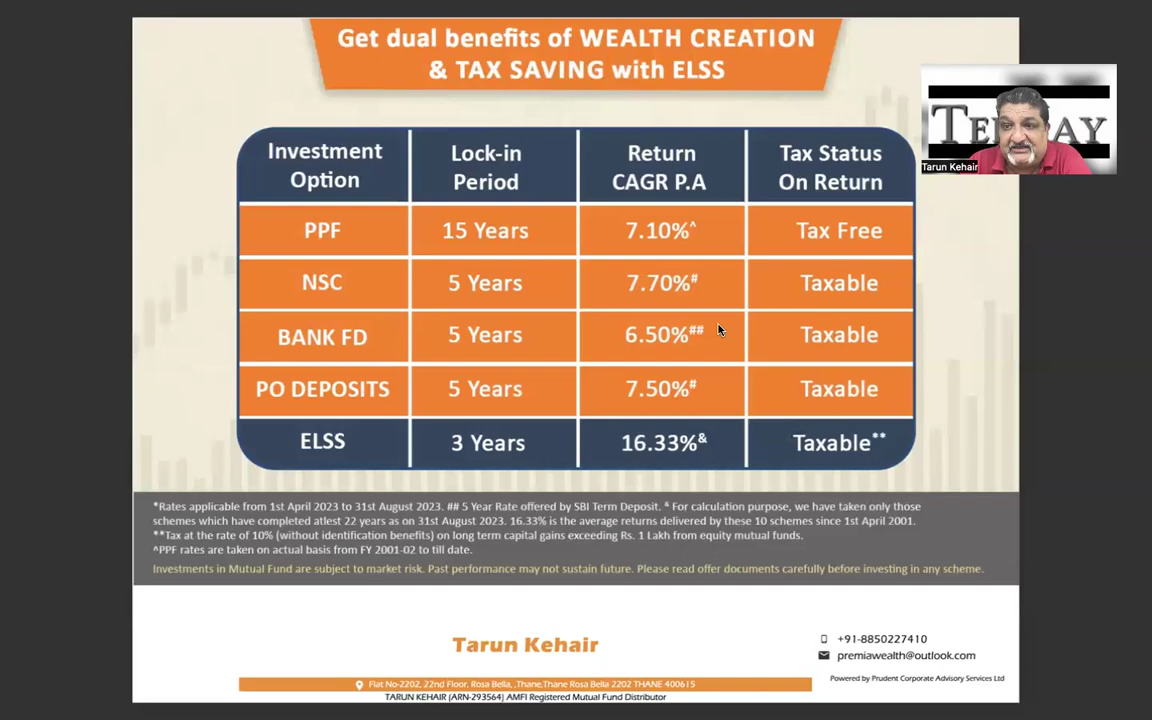 Get dual benefits of WEALTH CREATION
& TAX SAVING with ELSS
Investment Option Lock-in Period Return CAGR P.A Tax Status On Return
PPF 15 Years 7.10%^ Tax Free
NSC 5 Years 7.70%# Taxable
BANK FD 5 Years 6.50%## Taxable
PO DEPOSITS 5 Years 7.50%# Taxable
ELSS 3 Years 16.33%& Taxable**
*Rates applicable from 1st April 2023 to 31st August 2023. ## 5 Year Rate offered by SBI Term Deposit. & For calculation purpose, we have taken only those
schemes which have completed atlest 22 years as on 31st August 2023. 16.33% is the average returns delivered by these 10 schemes since 1st April 2001.
**Tax at the rate of 10% (without identification benefits) on long term capital gains exceeding Rs. 1 Lakh from equity mutual funds.
^PPF rates are taken on actual basis from FY 2001-02 to till date.
Investments in Mutual Fund are subject to market risk. Past performance may not sustain future. Please read offer documents carefully before investing in any scheme.
Tarun Kehair
+91-8850227410
premiawealth@outlook.com
Powered by Prudent Corporate Advisory Services Ltd
Flat No-2202, 22nd Floor, Rosa Bella, ,Thane,Thane Rosa Bella 2202 THANE 400615
TARUN KEHAIR (ARN-293564) AMFI Registered Mutual Fund Distributor
Tarun Kehair